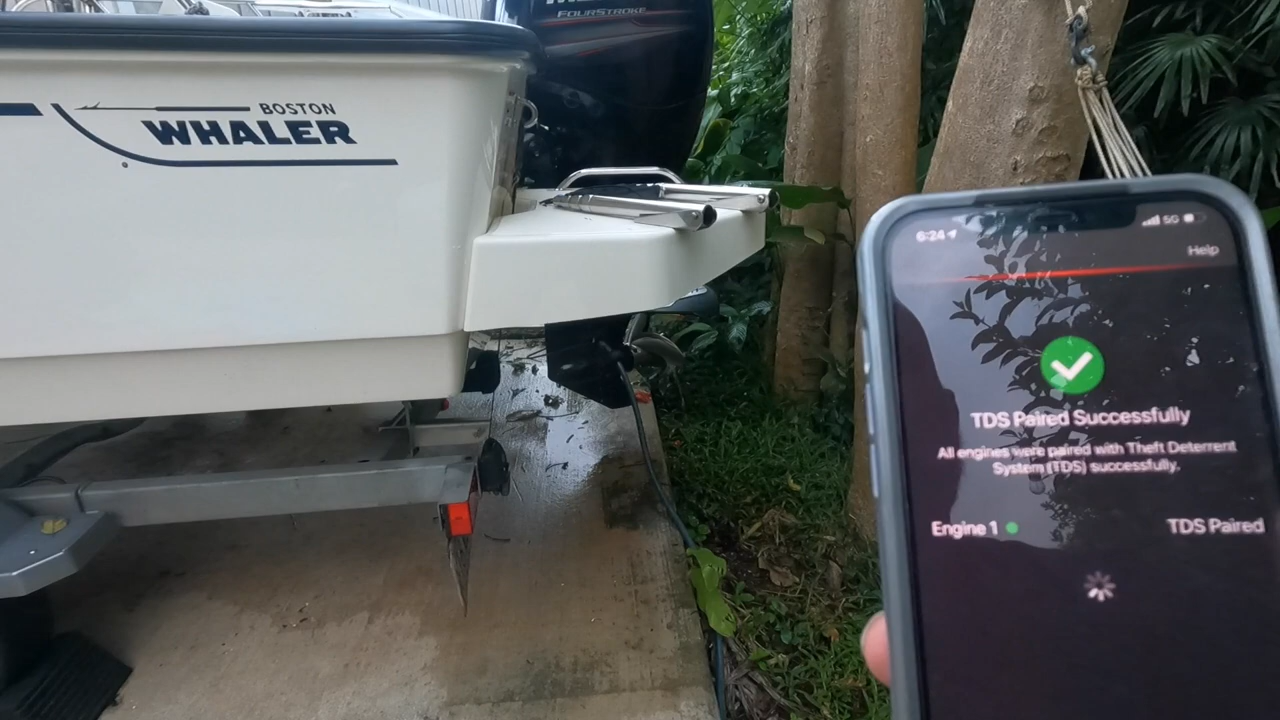 FOURSTROKE
BOSTON
WHALER
6:24
5G
Help
TDS Paired Successfully
All engines were paired with Theft Deterrent
System (TDS) successfully.
Engine 1
TDS Paired